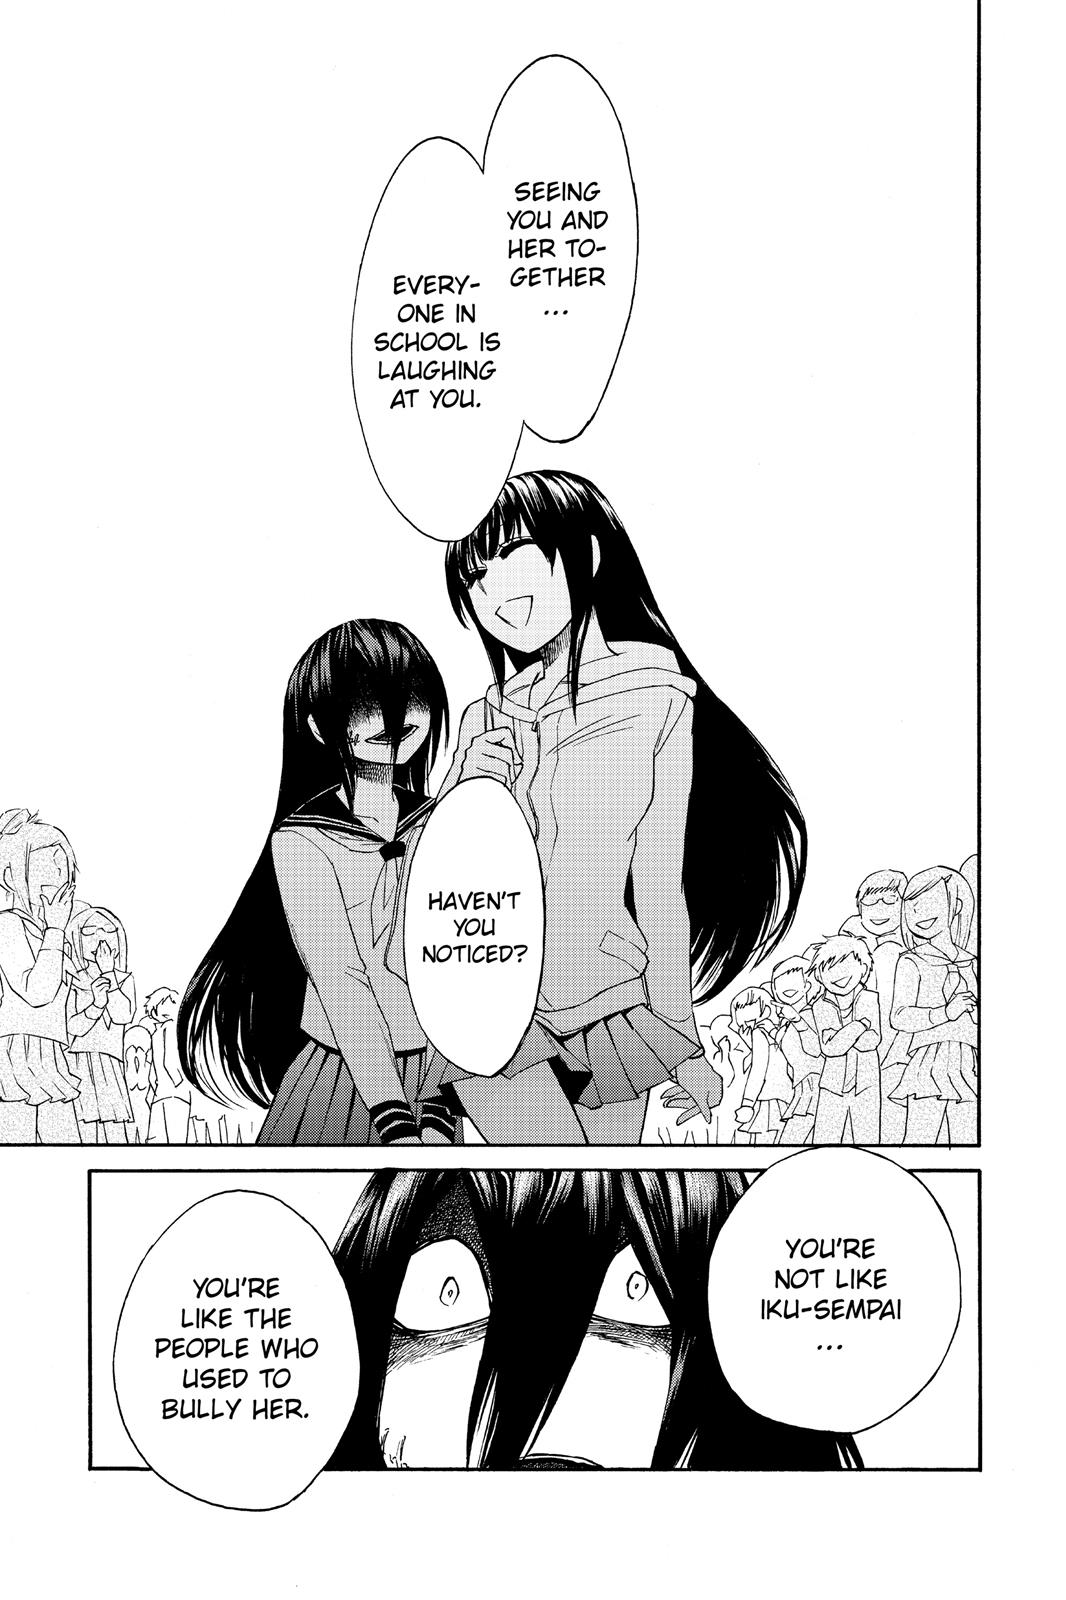 SEEING
YOU AND
HER TO-
GETHER
...
EVERY-
ONE IN
SCHOOL IS
LAUGHING
AT YOU.
HAVEN'T
YOU
NOTICED?
YOU'RE
NOT LIKE
IKU-SEMPAI
...
YOU'RE
LIKE THE
PEOPLE WHO
USED TO
BULLY HER.